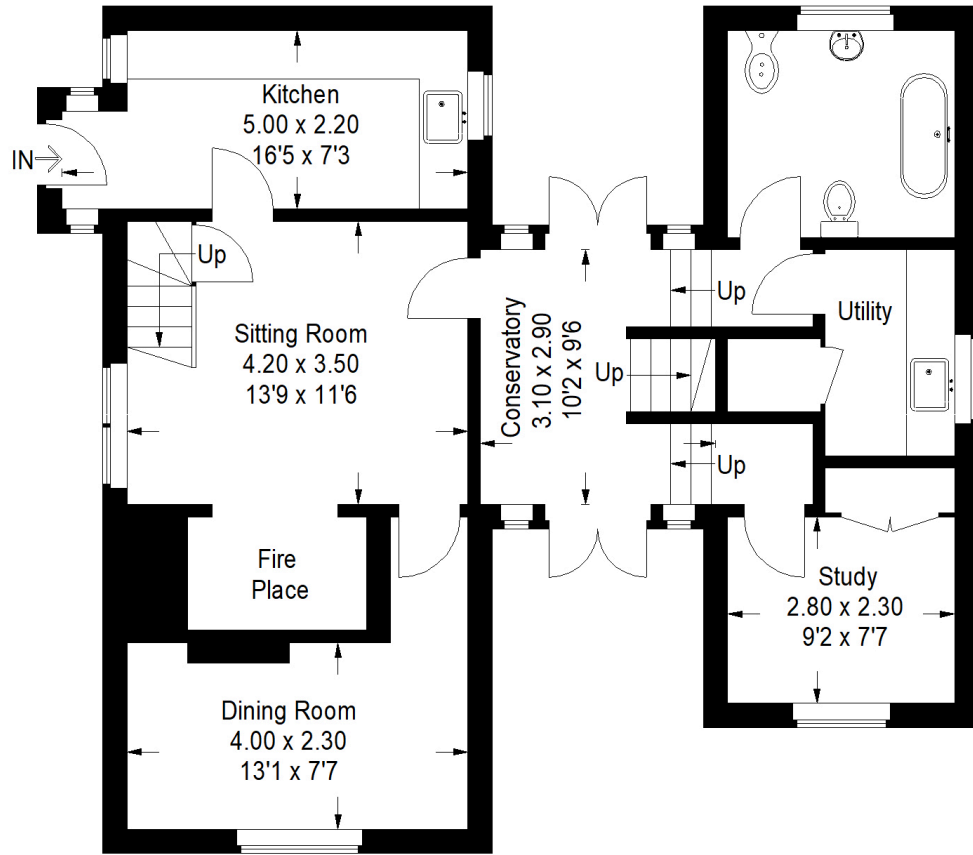 Kitchen
5.00 x 2.20
16'5 x 7'3
IN
Up
Sitting Room
4.20 x 3.50
13'9 x 11'6
Conservatory
3.10 x 2.90
10'2 x 9'6
Up
Up
Up
Utility
Fire
Place
Study
2.80 x 2.30
9'2 x 7'7
Dining Room
4.00 x 2.30
13'1 x 7'7